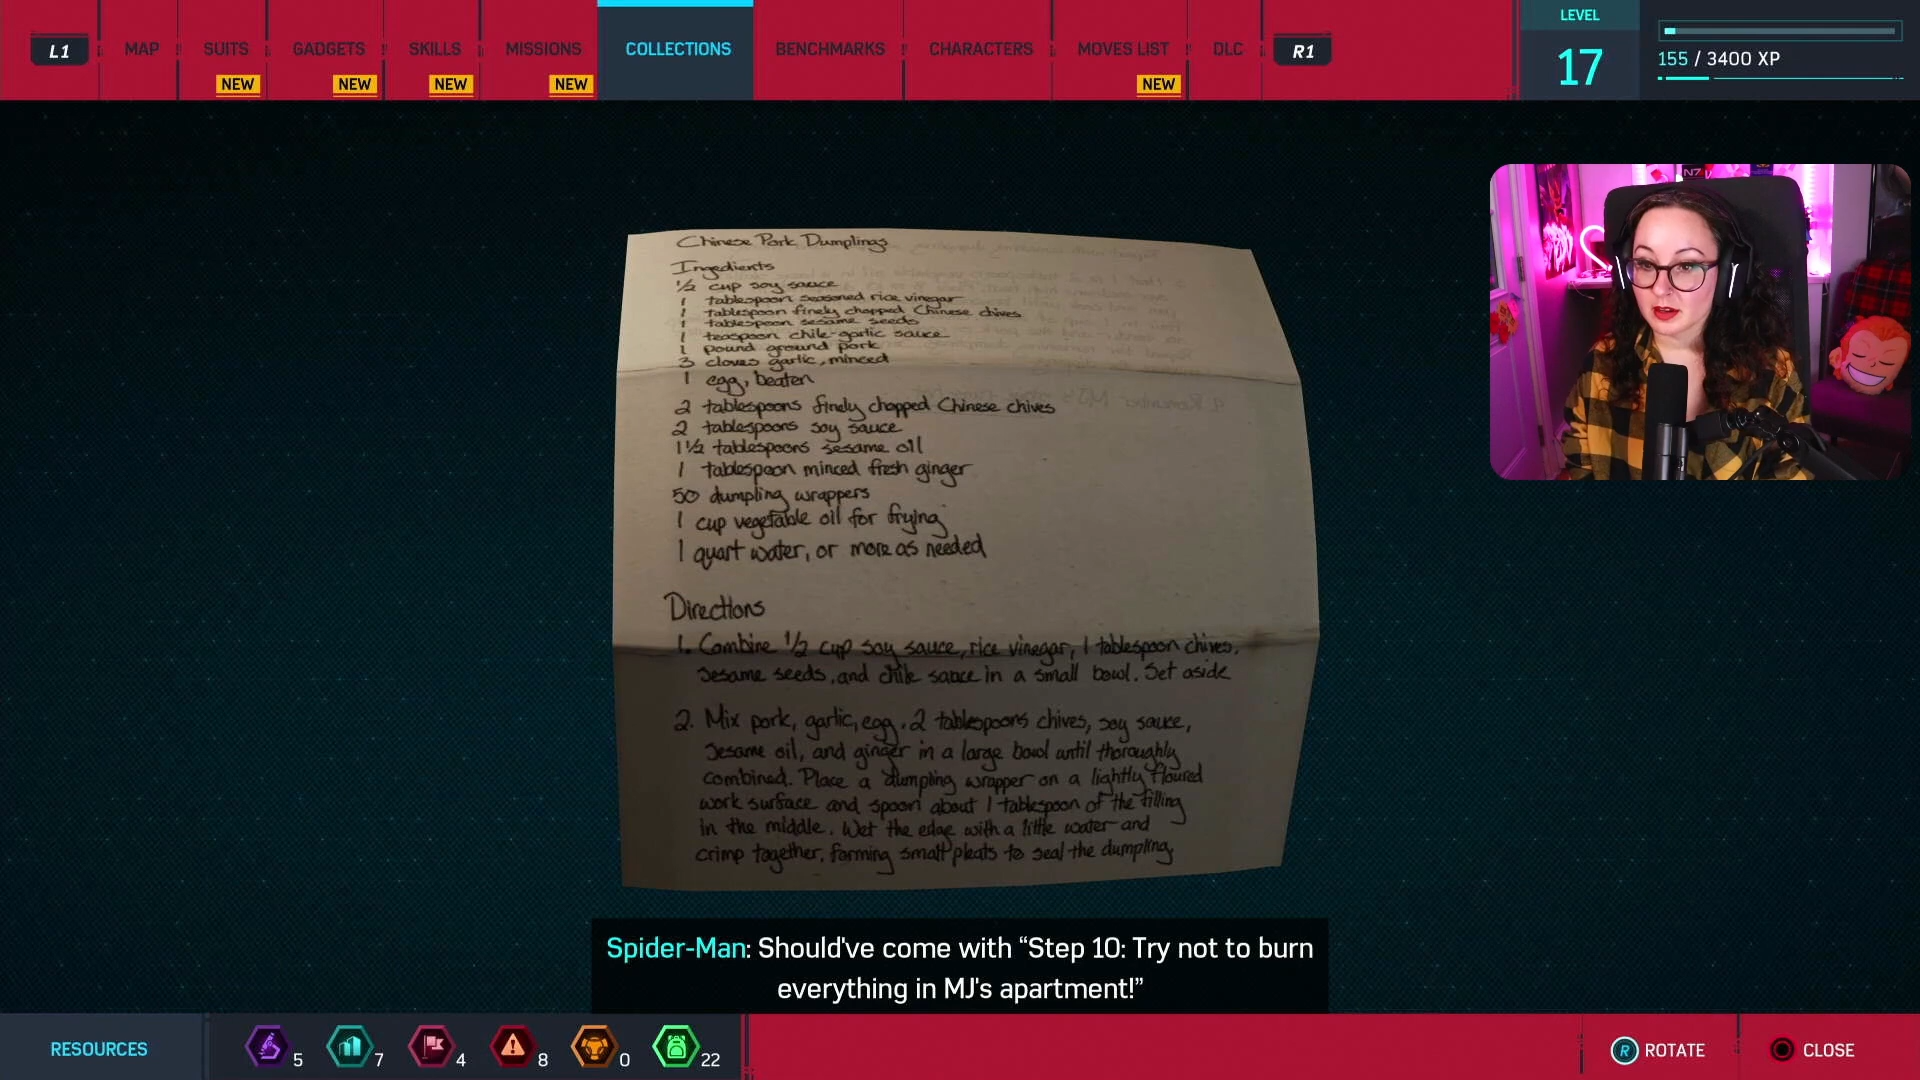 L1
MAP
SUITS
NEW
GADGETS
NEW
SKILLS
NEW
MISSIONS
NEW
COLLECTIONS
BENCHMARKS
CHARACTERS
MOVES LIST
NEW
DLC
R1
LEVEL
17
155 / 3400 XP
N7
Chinese Pork Dumplings
Ingredients
1/2 cup soy sauce
1 tablespoon seasoned rice vinegar
1 tablespoon finely chopped Chinese chives
1 tablespoon sesame seeds
1 teaspoon chile-garlic sauce
1 pound ground pork
3 cloves garlic, minced
1 egg, beaten
2 tablespoons finely chopped Chinese chives
2 tablespoons soy sauce
1 1/2 tablespoons sesame oil
1 tablespoon minced fresh ginger
50 dumpling wrappers
1 cup vegetable oil for frying
1 quart water, or more as needed
Directions
1. Combine 1/2 cup soy sauce, rice vinegar, 1 tablespoon chives,
sesame seeds, and chile sauce in a small bowl. Set aside
2. Mix pork, garlic, egg, 2 tablespoons chives, soy sauce,
sesame oil, and ginger in a large bowl until thoroughly
combined. Place a dumpling wrapper on a lightly floured
work surface and spoon about 1 tablespoon of the filling
in the middle. Wet the edge with a little water and
crimp together, forming small pleats to seal the dumpling.
Spider-Man: Should've come with “Step 10: Try not to burn
everything in MJ's apartment!”
RESOURCES
5
7
4
8
0
22
R ROTATE
CLOSE